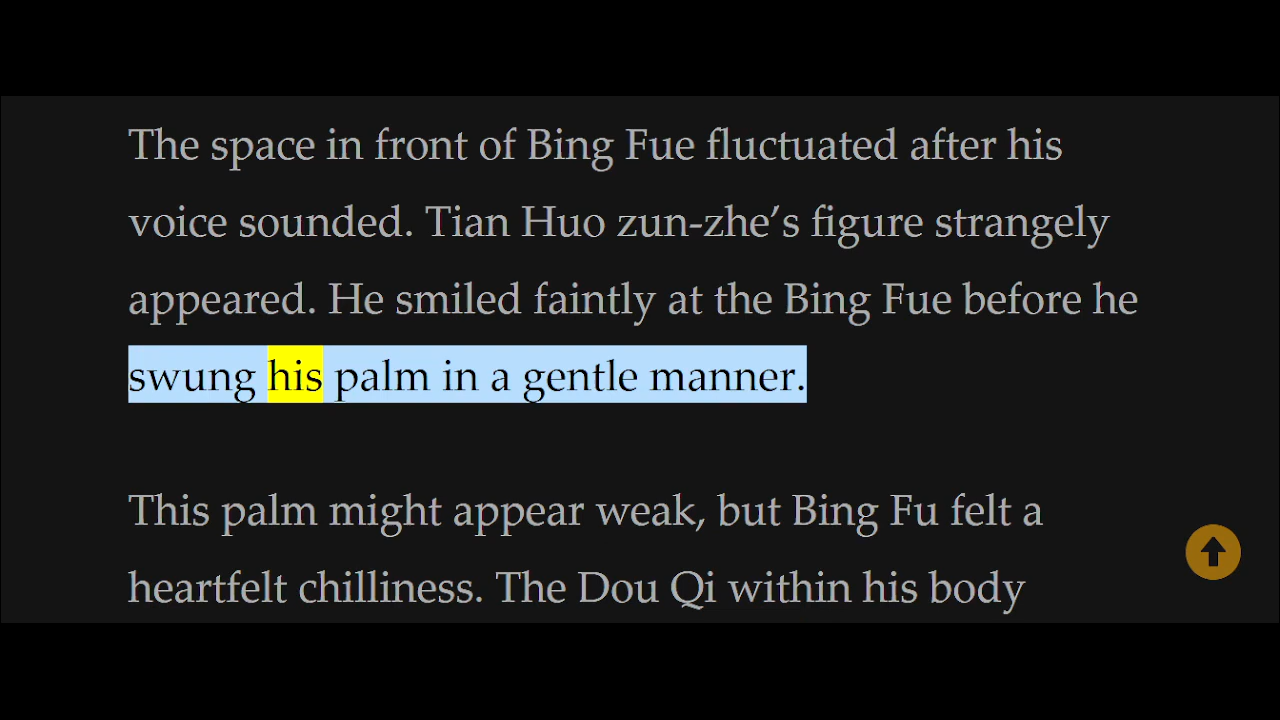 The space in front of Bing Fue fluctuated after his
voice sounded. Tian Huo zun-zhe’s figure strangely
appeared. He smiled faintly at the Bing Fue before he
swung his palm in a gentle manner.
This palm might appear weak, but Bing Fu felt a
heartfelt chilliness. The Dou Qi within his body